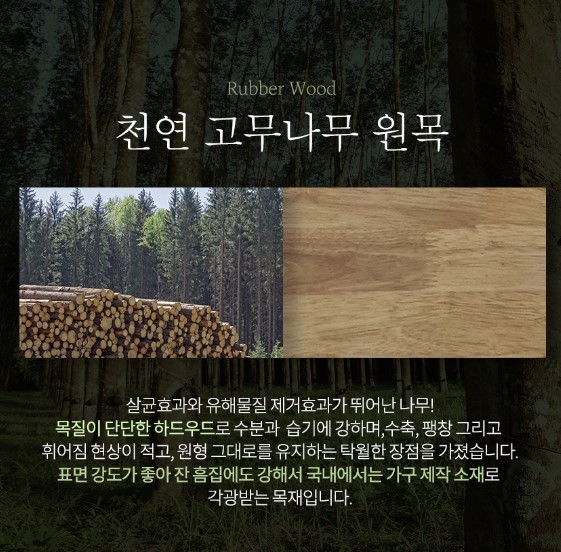 Rubber Wood
천연 고무나무 원목
살균효과와 유해물질 제거효과가 뛰어난 나무!
목질이 단단한 하드우드로 수분과 습기에 강하며,수축, 팽창 그리고
휘어짐 현상이 적고, 원형 그대로를 유지하는 탁월한 장점을 가졌습니다.
표면 강도가 좋아 잔 흠집에도 강해서 국내에서는 가구 제작 소재로
각광받는 목재입니다.